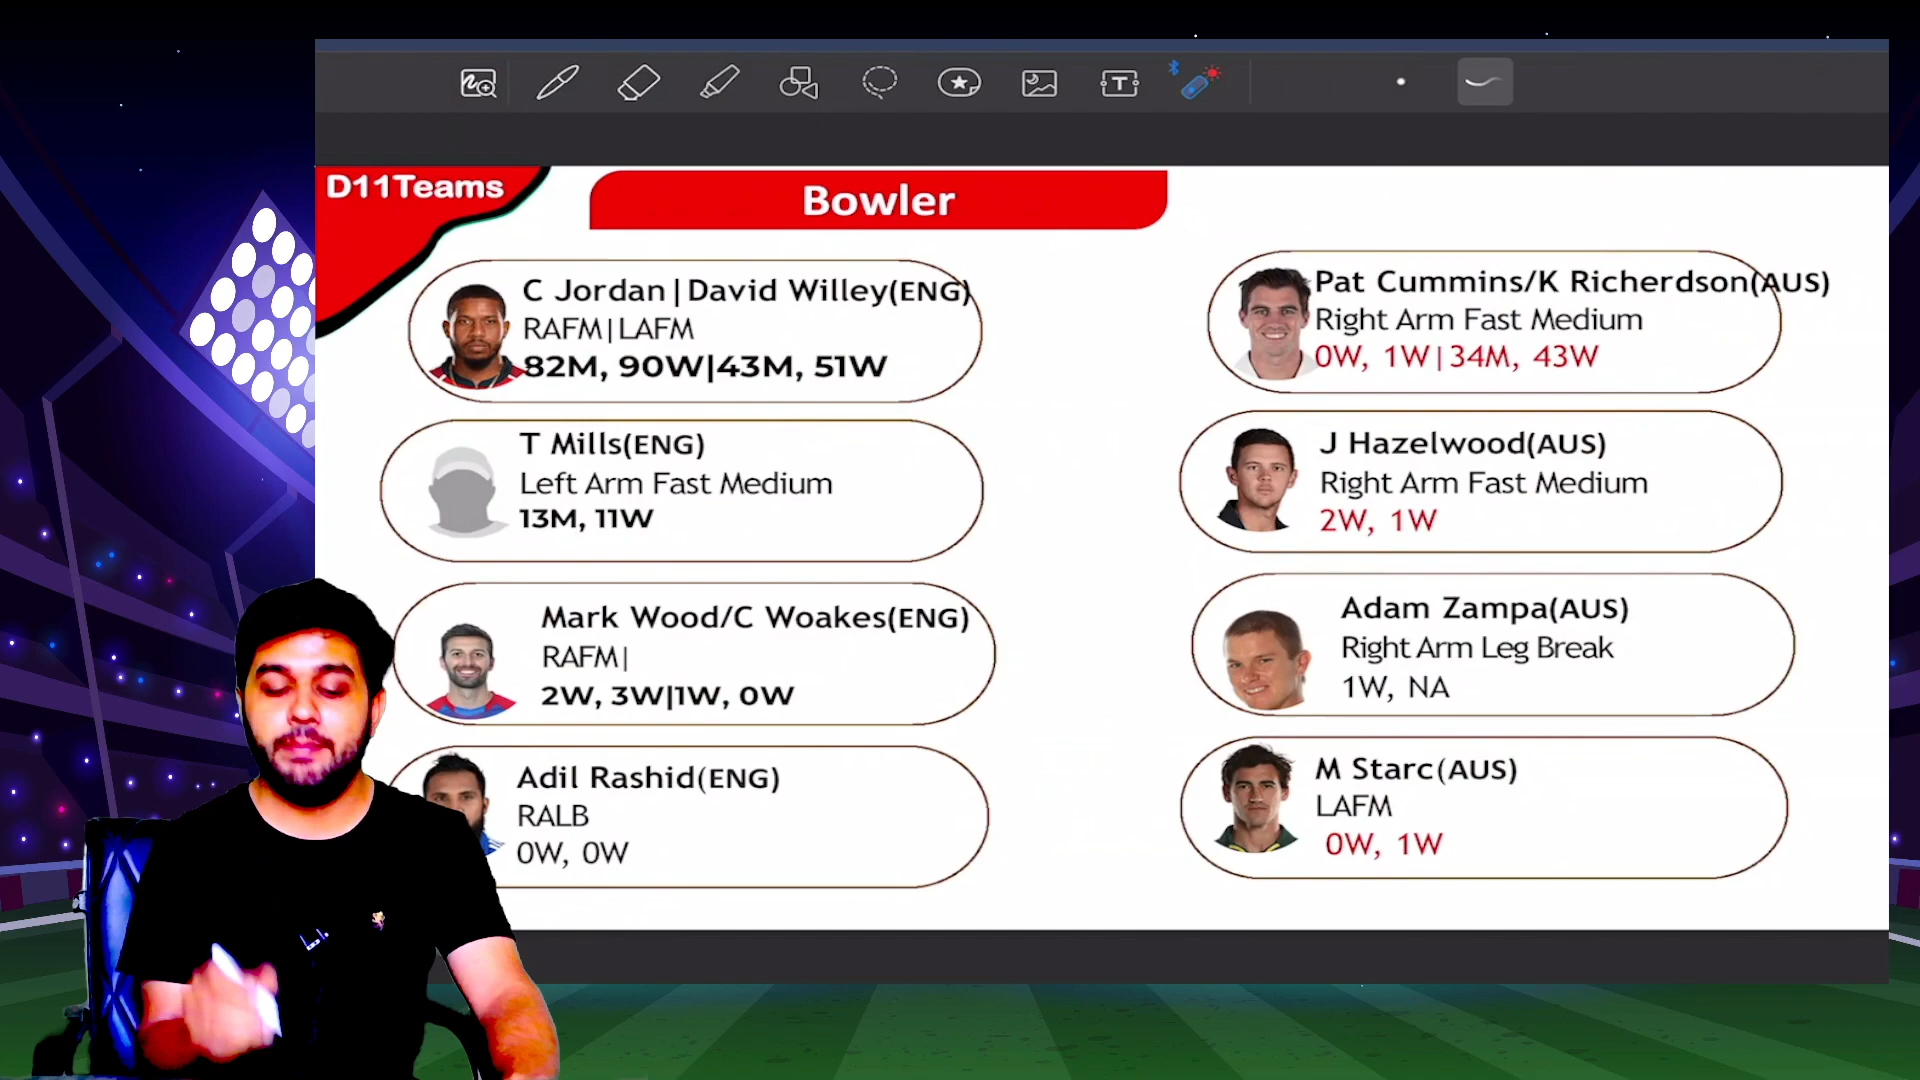 D11Teams
Bowler
C Jordan|David Willey(ENG)
RAFM|LAFM
82M, 90W|43M, 51W
T Mills(ENG)
Left Arm Fast Medium
13M, 11W
Mark Wood/C Woakes(ENG)
RAFM|
2W, 3W|1W, 0W
Adil Rashid(ENG)
RALB
0W, 0W
Pat Cummins/K Richerdson(AUS)
Right Arm Fast Medium
0W, 1W|34M, 43W
J Hazelwood(AUS)
Right Arm Fast Medium
2W, 1W
Adam Zampa(AUS)
Right Arm Leg Break
1W, NA
M Starc(AUS)
LAFM
0W, 1W